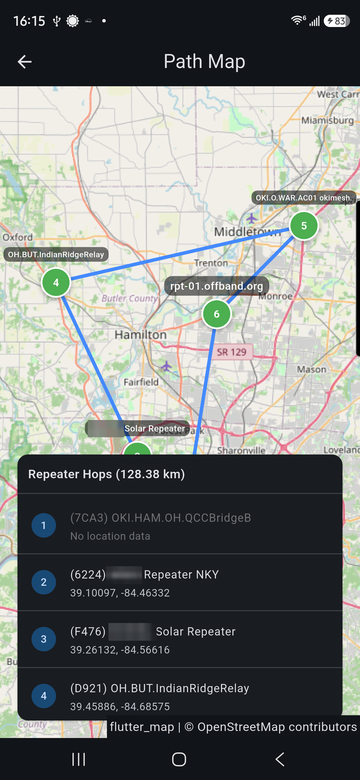 16:15
83
Path Map
West Carr
Miamisburg
OKI.O.WAR.AC01 okimesh.
5
Middletown
Oxford
OH.BUT.IndianRidgeRelay
Trenton
4
rpt-01.offband.org
Butler County
Monroe
6
Hamilton
SR 129
Mason
Fairfield
Solar Repeater
Sharonville
Loveland
Repeater Hops (128.38 km)
1
(7CA3) OKI.HAM.OH.QCCBridgeB
No location data
2
(6224) Repeater NKY
39.10097, -84.46332
3
(F476) Solar Repeater
39.26132, -84.56616
4
(D921) OH.BUT.IndianRidgeRelay
39.45886, -84.68575
flutter_map | © OpenStreetMap contributors